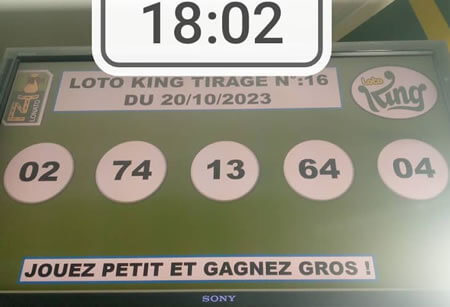 18:02
LOTO KING TIRAGE N°:16
DU 20/10/2023
Loto
King
LONATO
02 74 13 64 04
JOUEZ PETIT ET GAGNEZ GROS !
SONY